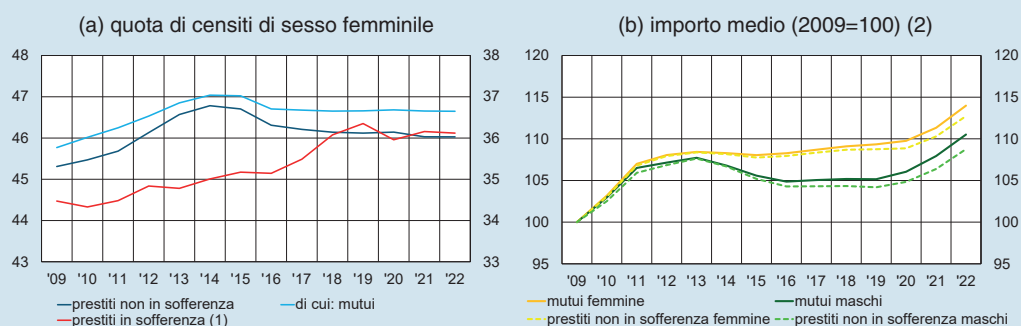 (a) quota di censiti di sesso femminile
48 38
47 37
46 36
45 35
44 34
43 33
'09 '10 '11 '12 '13 '14 '15 '16 '17 '18 '19 '20 '21 '22
prestiti non in sofferenza di cui: mutui
prestiti in sofferenza (1)
(b) importo medio (2009=100) (2)
120 120
115 115
110 110
105 105
100 100
95 95
'09 '10 '11 '12 '13 '14 '15 '16 '17 '18 '19 '20 '21 '22
mutui femmine mutui maschi
prestiti non in sofferenza femmine prestiti non in sofferenza maschi